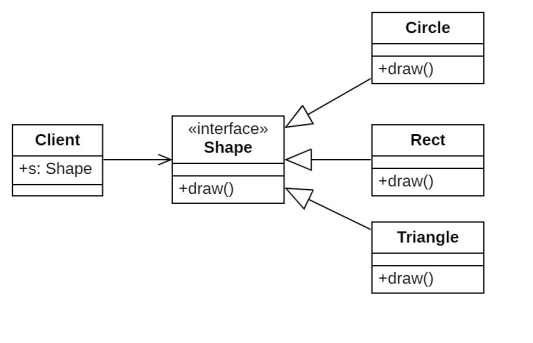 Client
+s: Shape
«interface»
Shape
+draw()
Circle
+draw()
Rect
+draw()
Triangle
+draw()